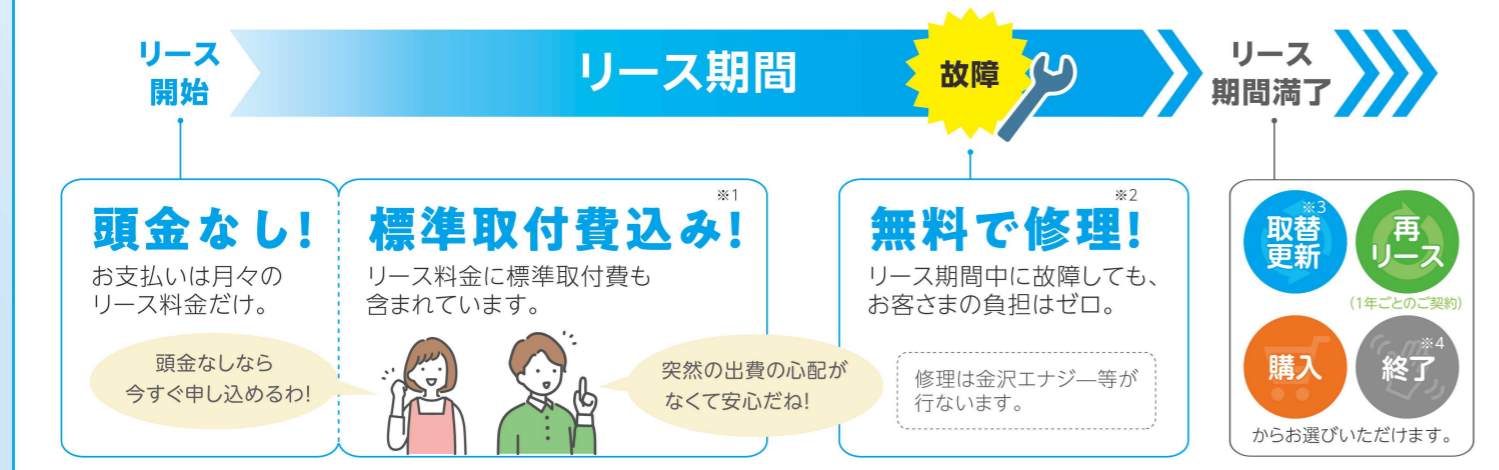 リース
開始
リース期間
故障
リース
期間満了
頭金なし!
お支払いは月々の
リース料金だけ。
頭金なしなら
今すぐ申し込めるわ!
※1
標準取付費込み!
リース料金に標準取付費も
含まれています。
突然の出費の心配が
なくて安心だね!
※2
無料で修理!
リース期間中に故障しても、
お客さまの負担はゼロ。
修理は金沢エナジ―等が
行ないます。
※3
取替
更新
再
リース
(1年ごとのご契約)
購入
※4
終了
からお選びいただけます。